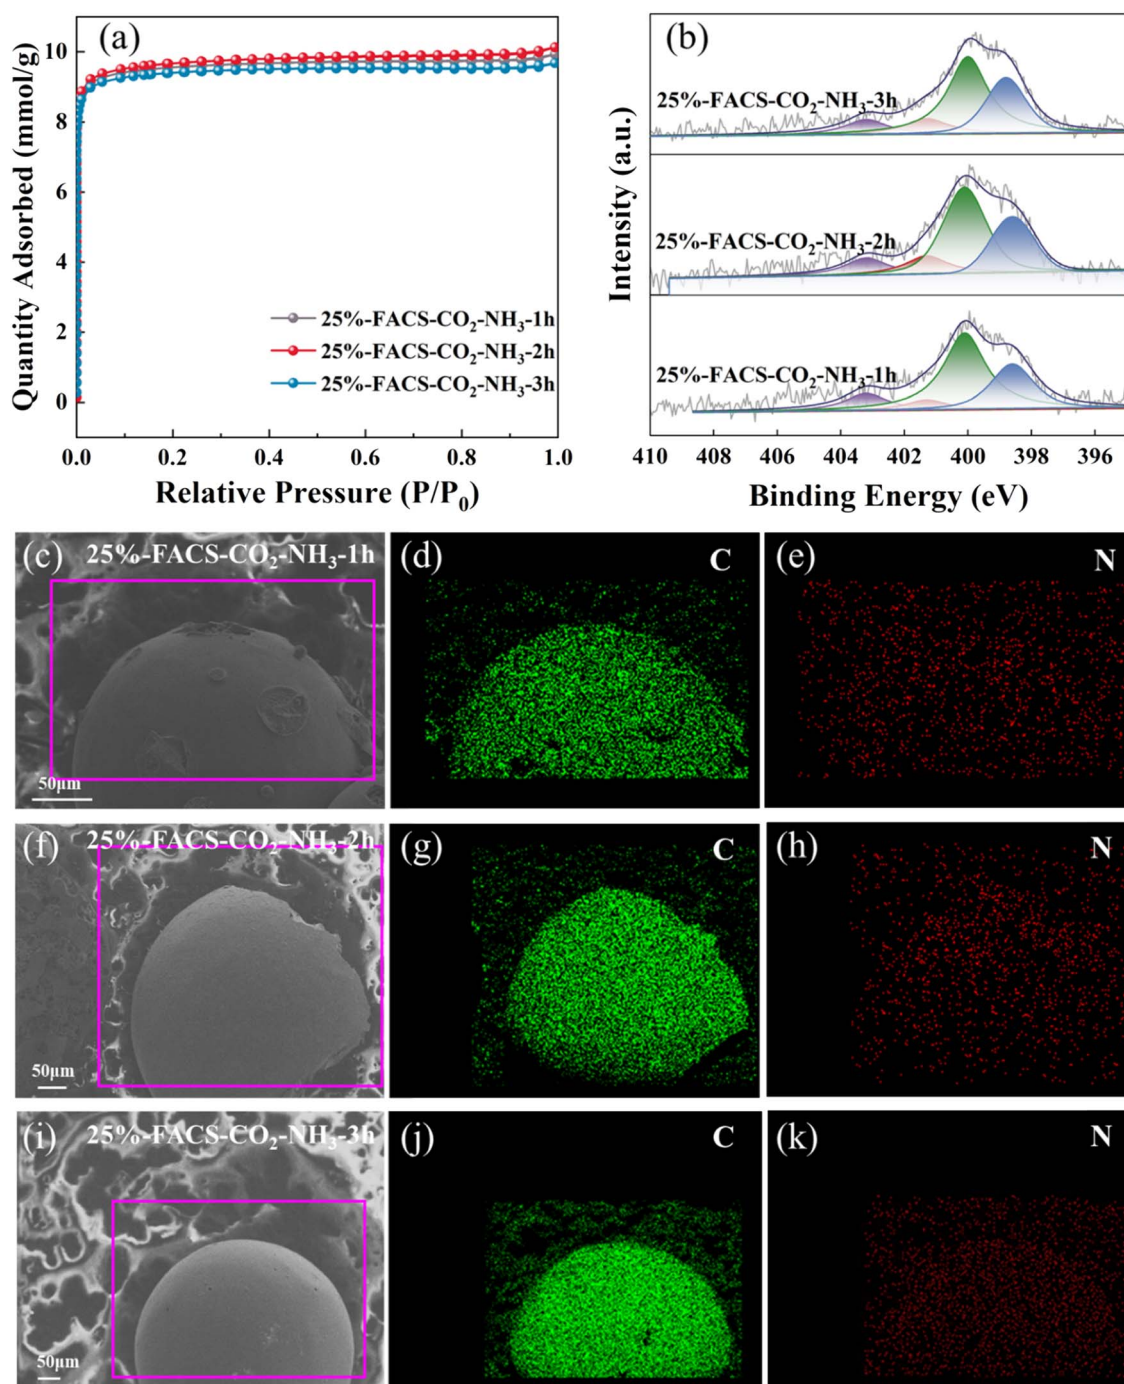 (a)
Quantity Adsorbed (mmol/g)
10
8
6
4
2
0
25%-FACS-CO₂-NH₃-1h
25%-FACS-CO₂-NH₃-2h
25%-FACS-CO₂-NH₃-3h
0.0 0.2 0.4 0.6 0.8 1.0
Relative Pressure (P/P₀)
(b)
Intensity (a.u.)
25%-FACS-CO₂-NH₃-3h
25%-FACS-CO₂-NH₃-2h
25%-FACS-CO₂-NH₃-1h
410 408 406 404 402 400 398 396
Binding Energy (eV)
(c) 25%-FACS-CO₂-NH₃-1h
50μm
(d) C
(e) N
(f) 25%-FACS-CO₂-NH₃-2h
50μm
(g) C
(h) N
(i) 25%-FACS-CO₂-NH₃-3h
50μm
(j) C
(k) N